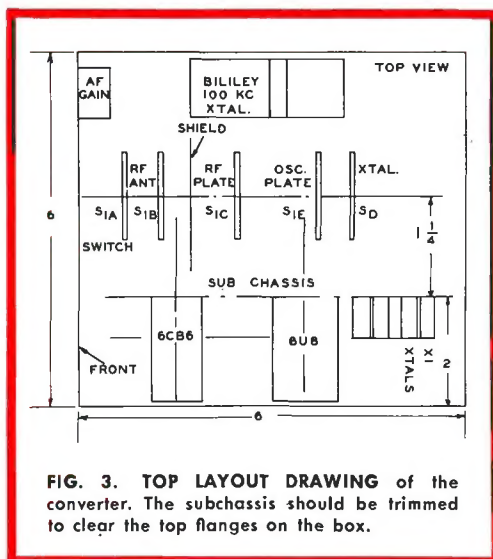 TOP VIEW
AF
GAIN
BLILEY
100 KC
XTAL.
SHIELD
RF
ANT
RF
PLATE
OSC.
PLATE
XTAL.
S1A
S1B
S1C
S1E
SD
SWITCH
6
1 1/4
SUB CHASSIS
6CB6
6U8
X1
XTALS
2
FRONT
6
FIG. 3. TOP LAYOUT DRAWING of the
converter. The subchassis should be trimmed
to clear the top flanges on the box.